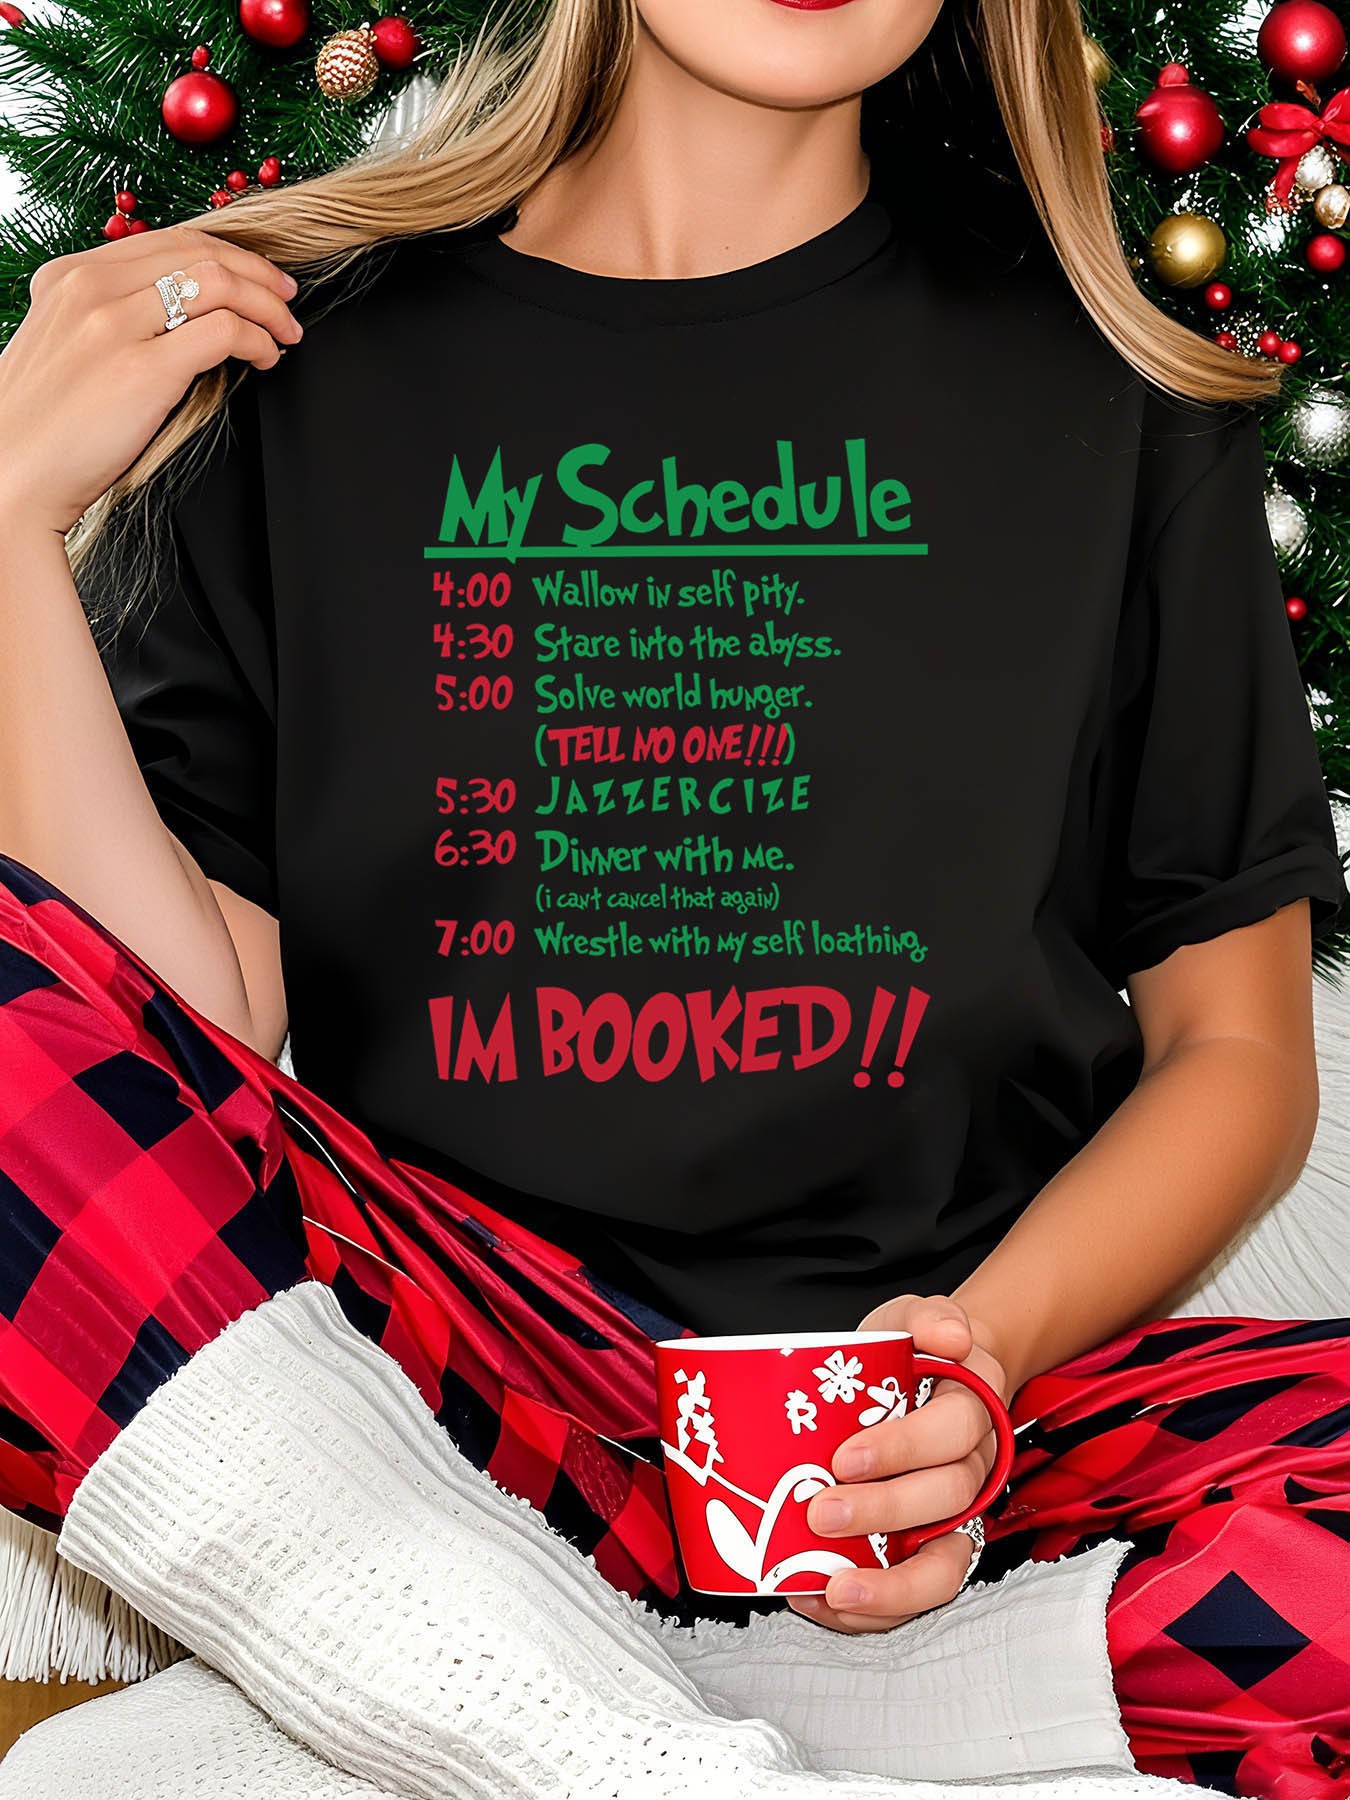 My Schedule
4:00 Wallow in self pity.
4:30 Stare into the abyss.
5:00 Solve world hunger.
(TELL NO ONE!!!)
5:30 JAZZERCIZE
6:30 Dinner with me.
(i cant cancel that again)
7:00 Wrestle with my self loathing.
IM BOOKED!!